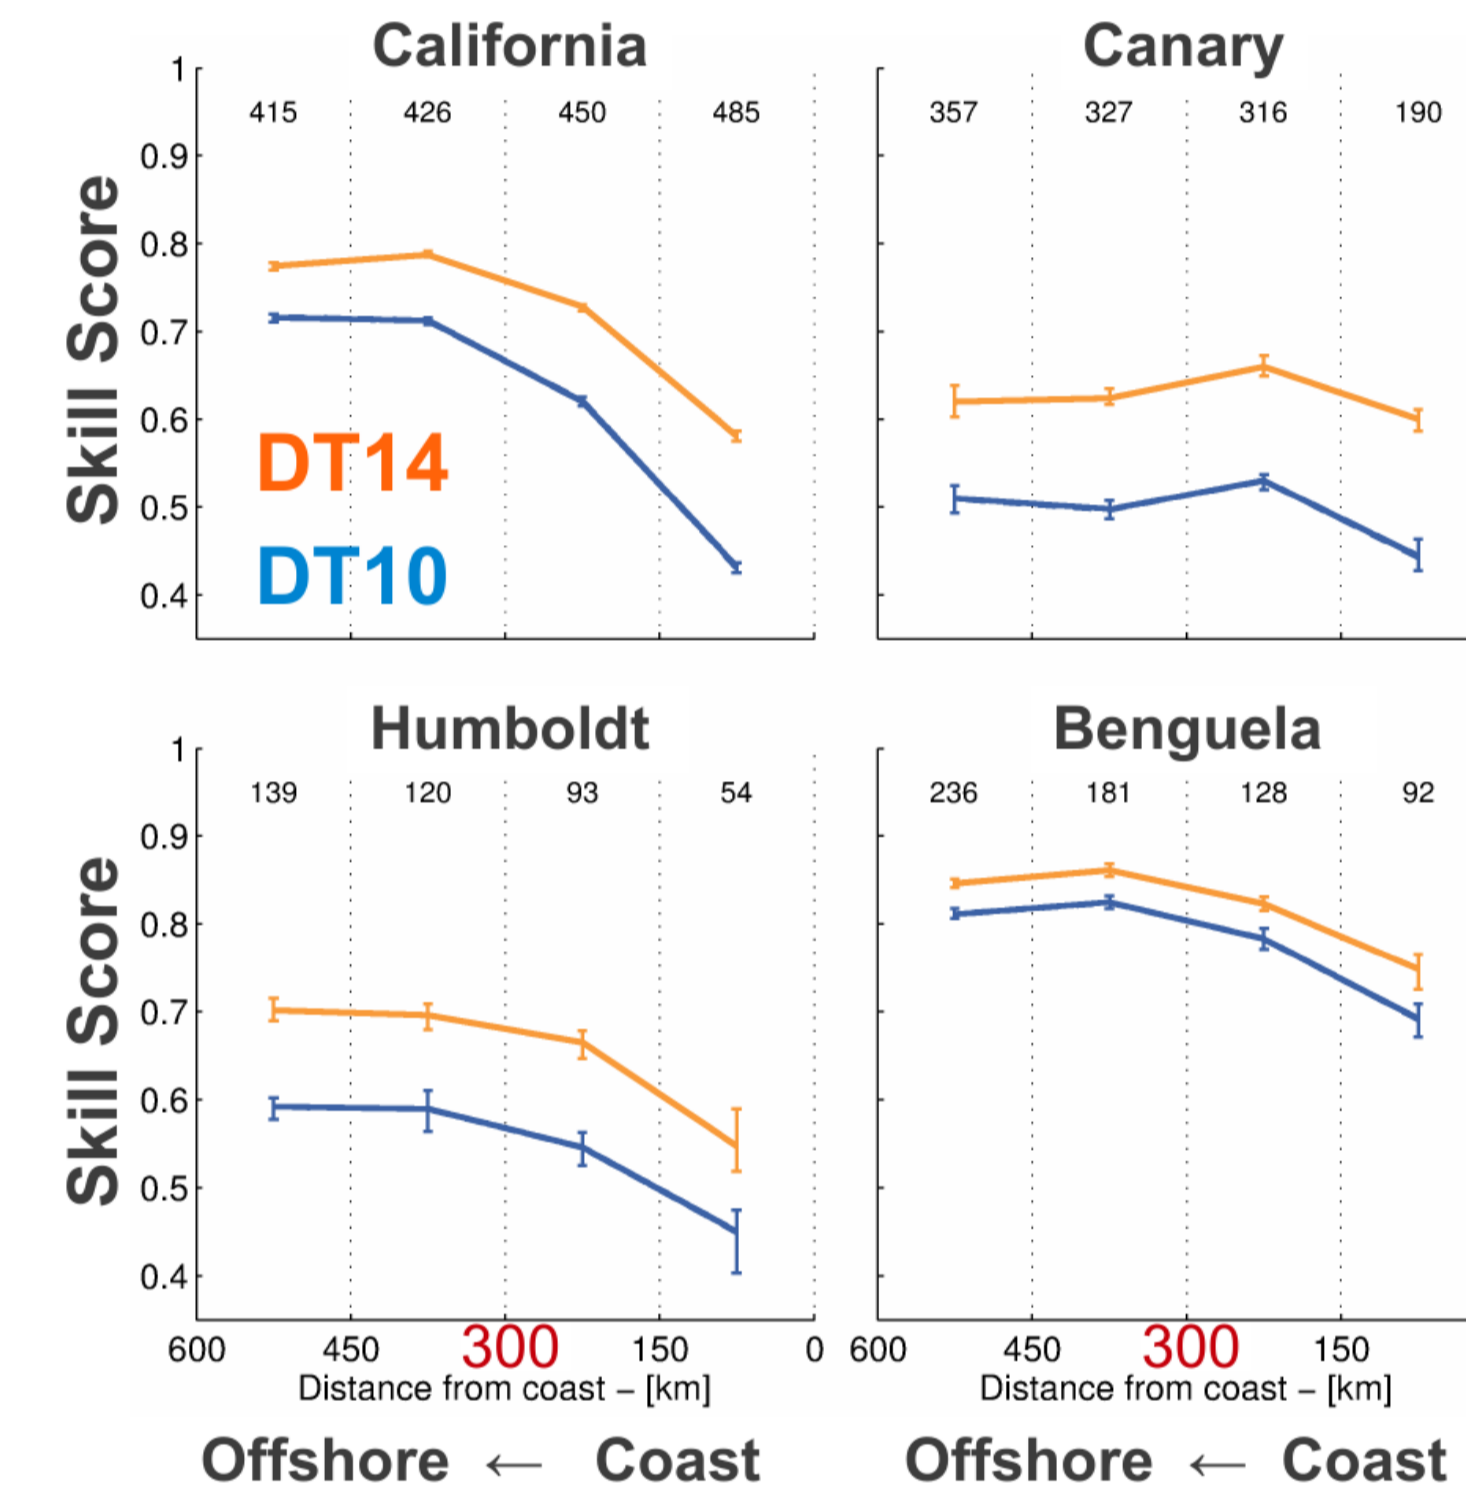 California
Canary
1
415 426 450 485
357 327 316 190
0.9
0.8
0.7
0.6
0.5
0.4
Skill Score
DT14
DT10
Humboldt
Benguela
1
139 120 93 54
236 181 128 92
0.9
0.8
0.7
0.6
0.5
0.4
Skill Score
600 450 300 150 0
600 450 300 150
Distance from coast – [km]
Distance from coast – [km]
Offshore ← Coast
Offshore ← Coast